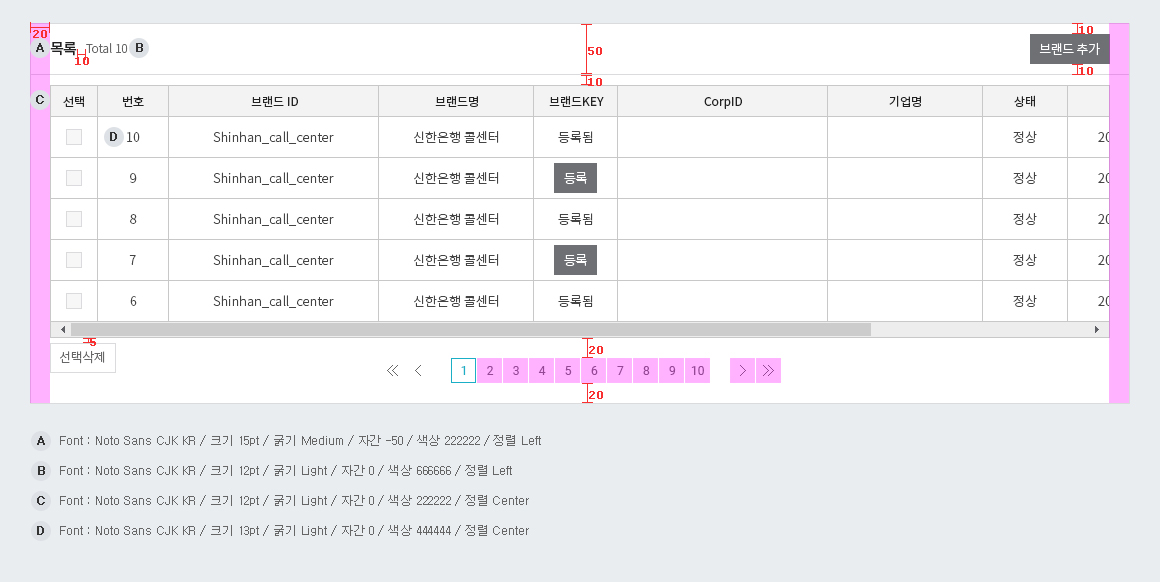 20
A 목록 Total 10 B
10
50
10
브랜드 추가
10
10
C 선택 번호 브랜드 ID 브랜드명 브랜드KEY CorpID 기업명 상태
D 10 Shinhan_call_center 신한은행 콜센터 등록됨 정상 20
9 Shinhan_call_center 신한은행 콜센터 등록 정상 20
8 Shinhan_call_center 신한은행 콜센터 등록됨 정상 20
7 Shinhan_call_center 신한은행 콜센터 등록 정상 20
6 Shinhan_call_center 신한은행 콜센터 등록됨 정상 20
5
20
선택삭제
1 2 3 4 5 6 7 8 9 10
20
A Font : Noto Sans CJK KR / 크기 15pt / 굵기 Medium / 자간 -50 / 색상 222222 / 정렬 Left
B Font : Noto Sans CJK KR / 크기 12pt / 굵기 Light / 자간 0 / 색상 666666 / 정렬 Left
C Font : Noto Sans CJK KR / 크기 12pt / 굵기 Light / 자간 0 / 색상 222222 / 정렬 Center
D Font : Noto Sans CJK KR / 크기 13pt / 굵기 Light / 자간 0 / 색상 444444 / 정렬 Center